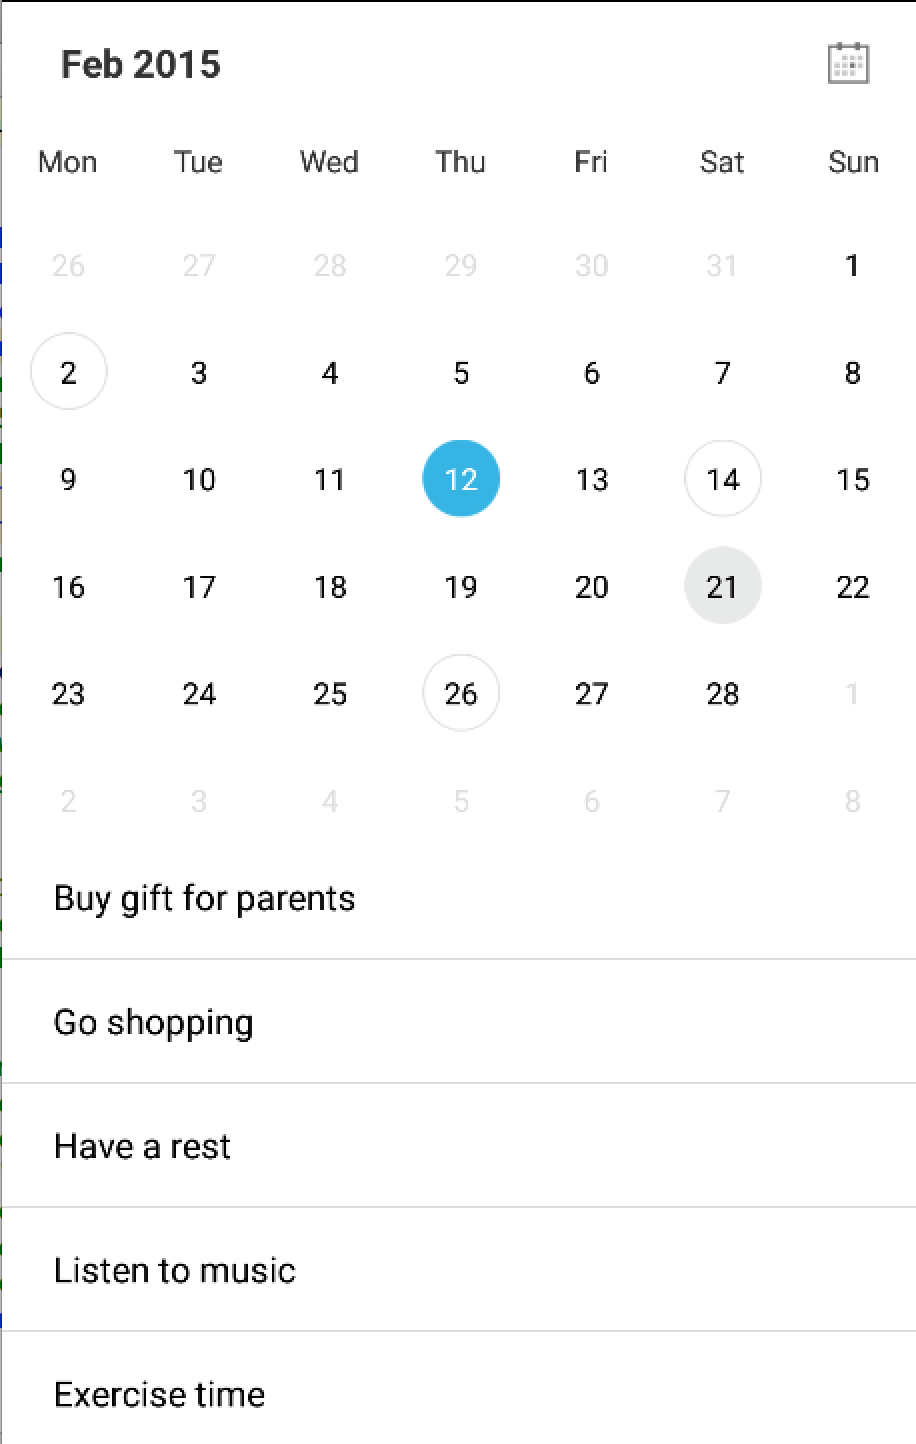 Feb 2015
Mon Tue Wed Thu Fri Sat Sun
26 27 28 29 30 31 1
2 3 4 5 6 7 8
9 10 11 12 13 14 15
16 17 18 19 20 21 22
23 24 25 26 27 28 1
2 3 4 5 6 7 8
Buy gift for parents
Go shopping
Have a rest
Listen to music
Exercise time